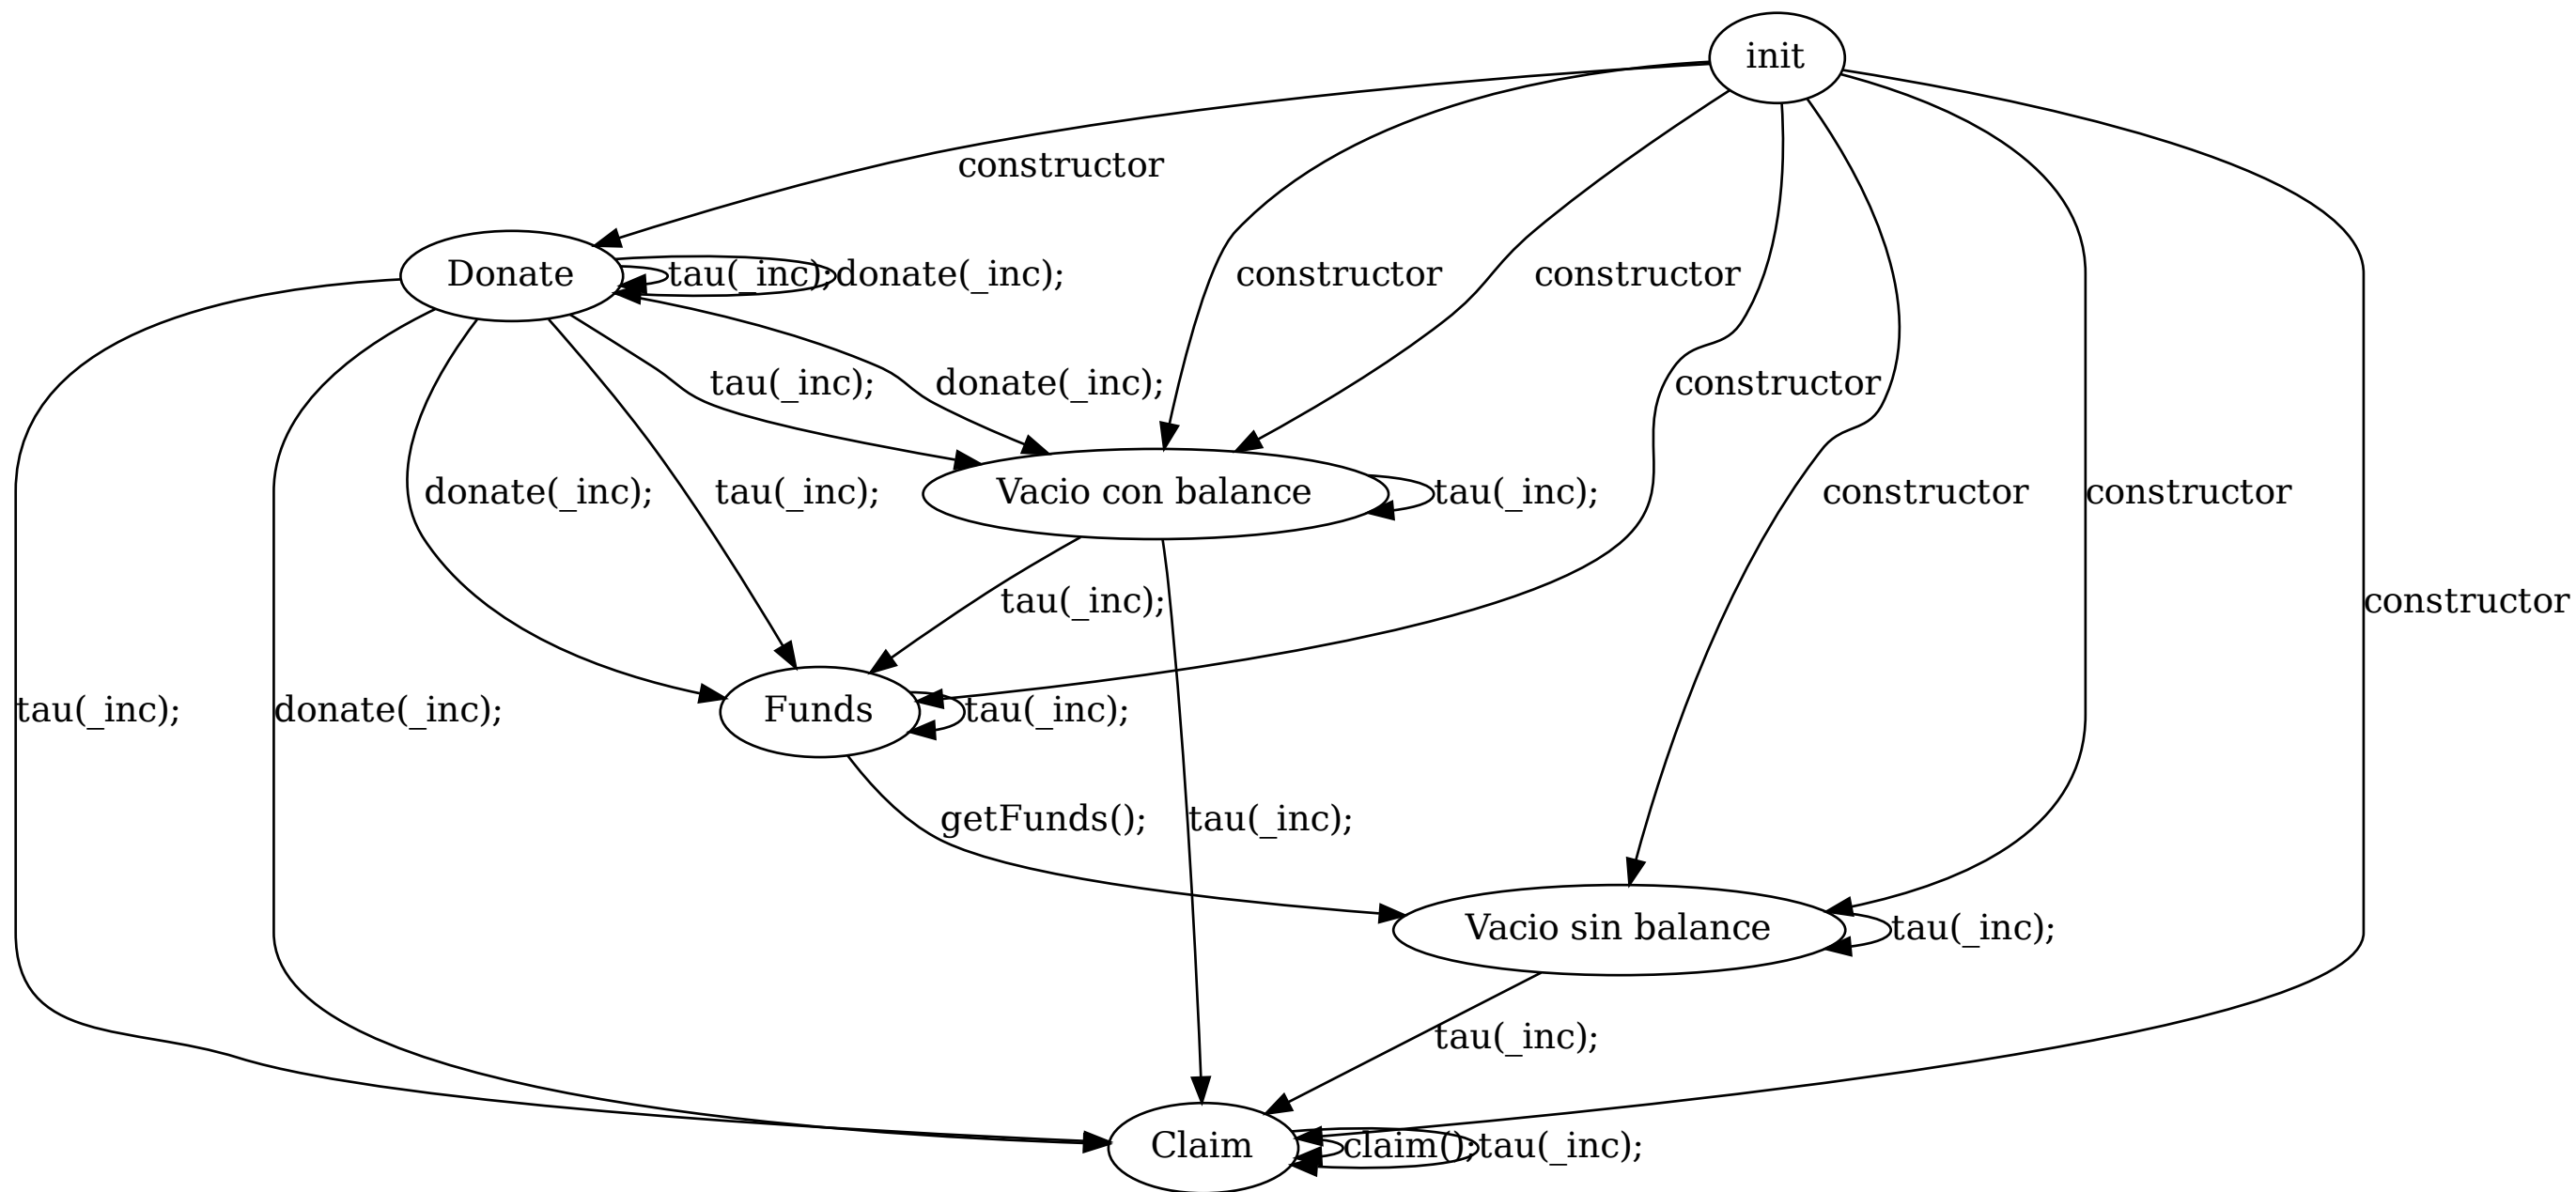 init
constructor
Donate
tau(_inc);
donate(_inc);
constructor
constructor
tau(_inc);
donate(_inc);
constructor
donate(_inc);
tau(_inc);
Vacio con balance
tau(_inc);
constructor
constructor
tau(_inc);
constructor
tau(_inc);
donate(_inc);
Funds
tau(_inc);
getFunds();
tau(_inc);
Vacio sin balance
tau(_inc);
tau(_inc);
Claim
claim();
tau(_inc);